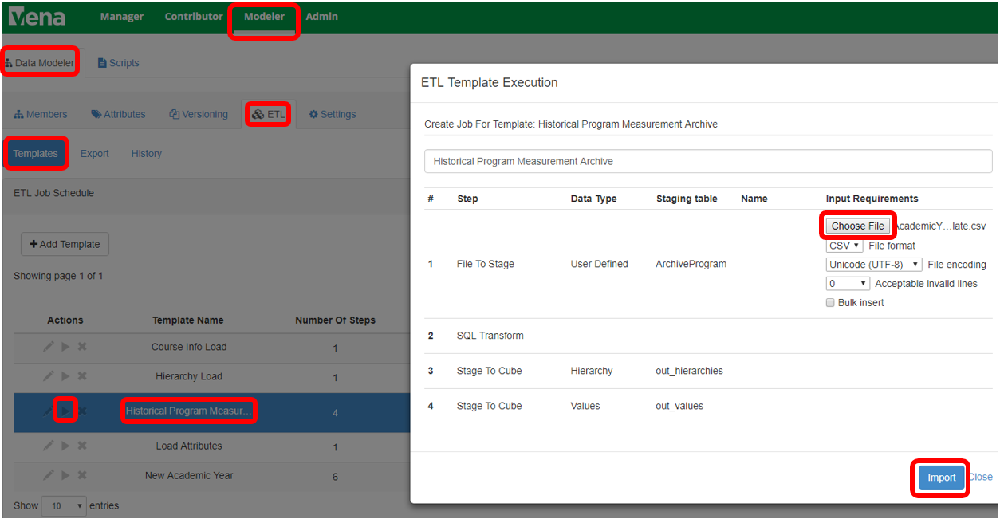 Vena Manager Contributor Modeler Admin
Data Modeler Scripts
Members Attributes Versioning ETL Settings
Templates Export History
ETL Job Schedule
Add Template
Showing page 1 of 1
Actions Template Name Number Of Steps
Course Info Load 1
Hierarchy Load 1
Historical Program Measur... 4
Load Attributes 1
New Academic Year 6
Show 10 entries
ETL Template Execution
Create Job For Template: Historical Program Measurement Archive
Historical Program Measurement Archive
# Step Data Type Staging table Name Input Requirements
1 File To Stage User Defined ArchiveProgram
Choose File AcademicY...late.csv
CSV File format
Unicode (UTF-8) File encoding
0 Acceptable invalid lines
Bulk insert
2 SQL Transform
3 Stage To Cube Hierarchy out_hierarchies
4 Stage To Cube Values out_values
Import Close